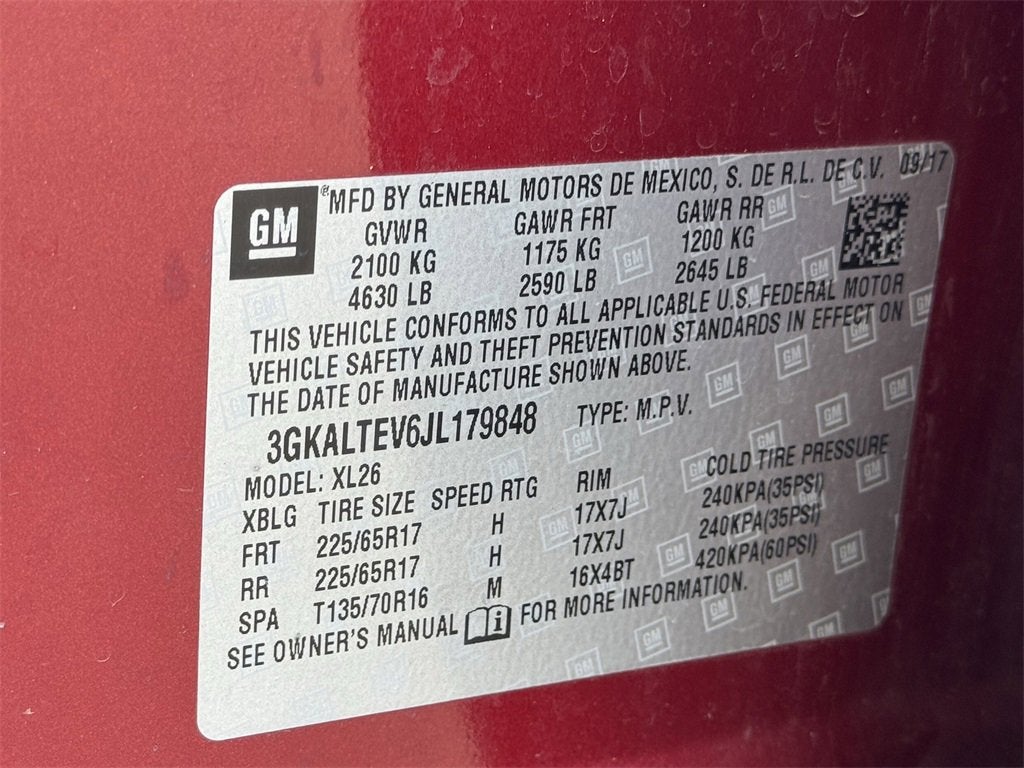 GM
® MFD BY GENERAL MOTORS DE MEXICO, S. DE R.L. DE C.V. 09/17
GVWR GAWR FRT GAWR RR
2100 KG 1175 KG 1200 KG
4630 LB 2590 LB 2645 LB
THIS VEHICLE CONFORMS TO ALL APPLICABLE U.S. FEDERAL MOTOR
VEHICLE SAFETY AND THEFT PREVENTION STANDARDS IN EFFECT ON
THE DATE OF MANUFACTURE SHOWN ABOVE.
3GKALTEV6JL179848 TYPE: M.P.V.
MODEL: XL26
XBLG TIRE SIZE SPEED RTG RIM COLD TIRE PRESSURE
FRT 225/65R17 H 17X7J 240KPA(35PSI)
RR 225/65R17 H 17X7J 240KPA(35PSI)
SPA T135/70R16 M 16X4BT 420KPA(60PSI)
SEE OWNER'S MANUAL i FOR MORE INFORMATION.